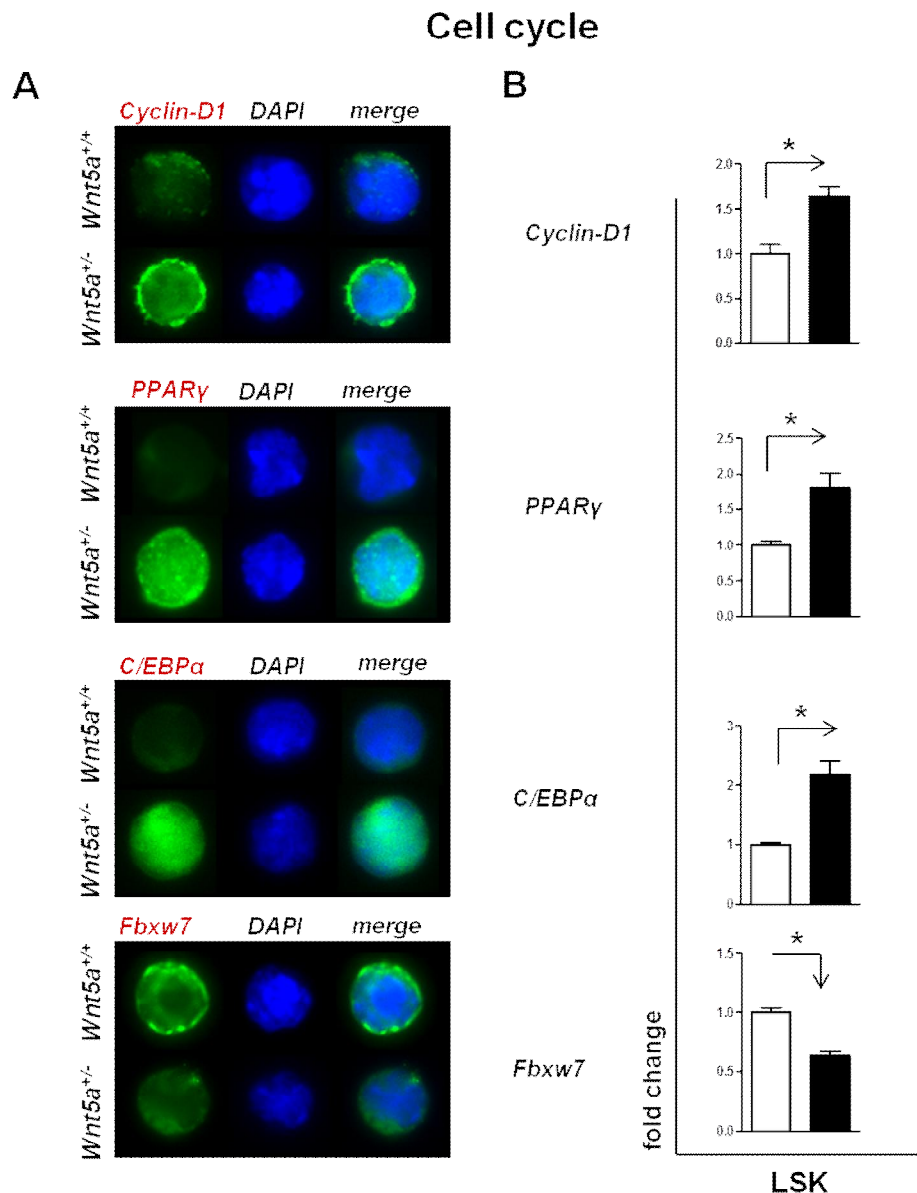 Cell cycle
A
Cyclin-D1 DAPI merge
Wnt5a+/+
Wnt5a+/-
PPARγ DAPI merge
Wnt5a+/+
Wnt5a+/-
C/EBPα DAPI merge
Wnt5a+/+
Wnt5a+/-
Fbxw7 DAPI merge
Wnt5a+/+
Wnt5a+/-
B
Cyclin-D1
*
2.0
1.5
1.0
0.5
0.0
PPARγ
*
2.5
2.0
1.5
1.0
0.5
0.0
C/EBPα
*
3
2
1
0
Fbxw7
*
1.5
1.0
0.5
0.0
fold change
LSK